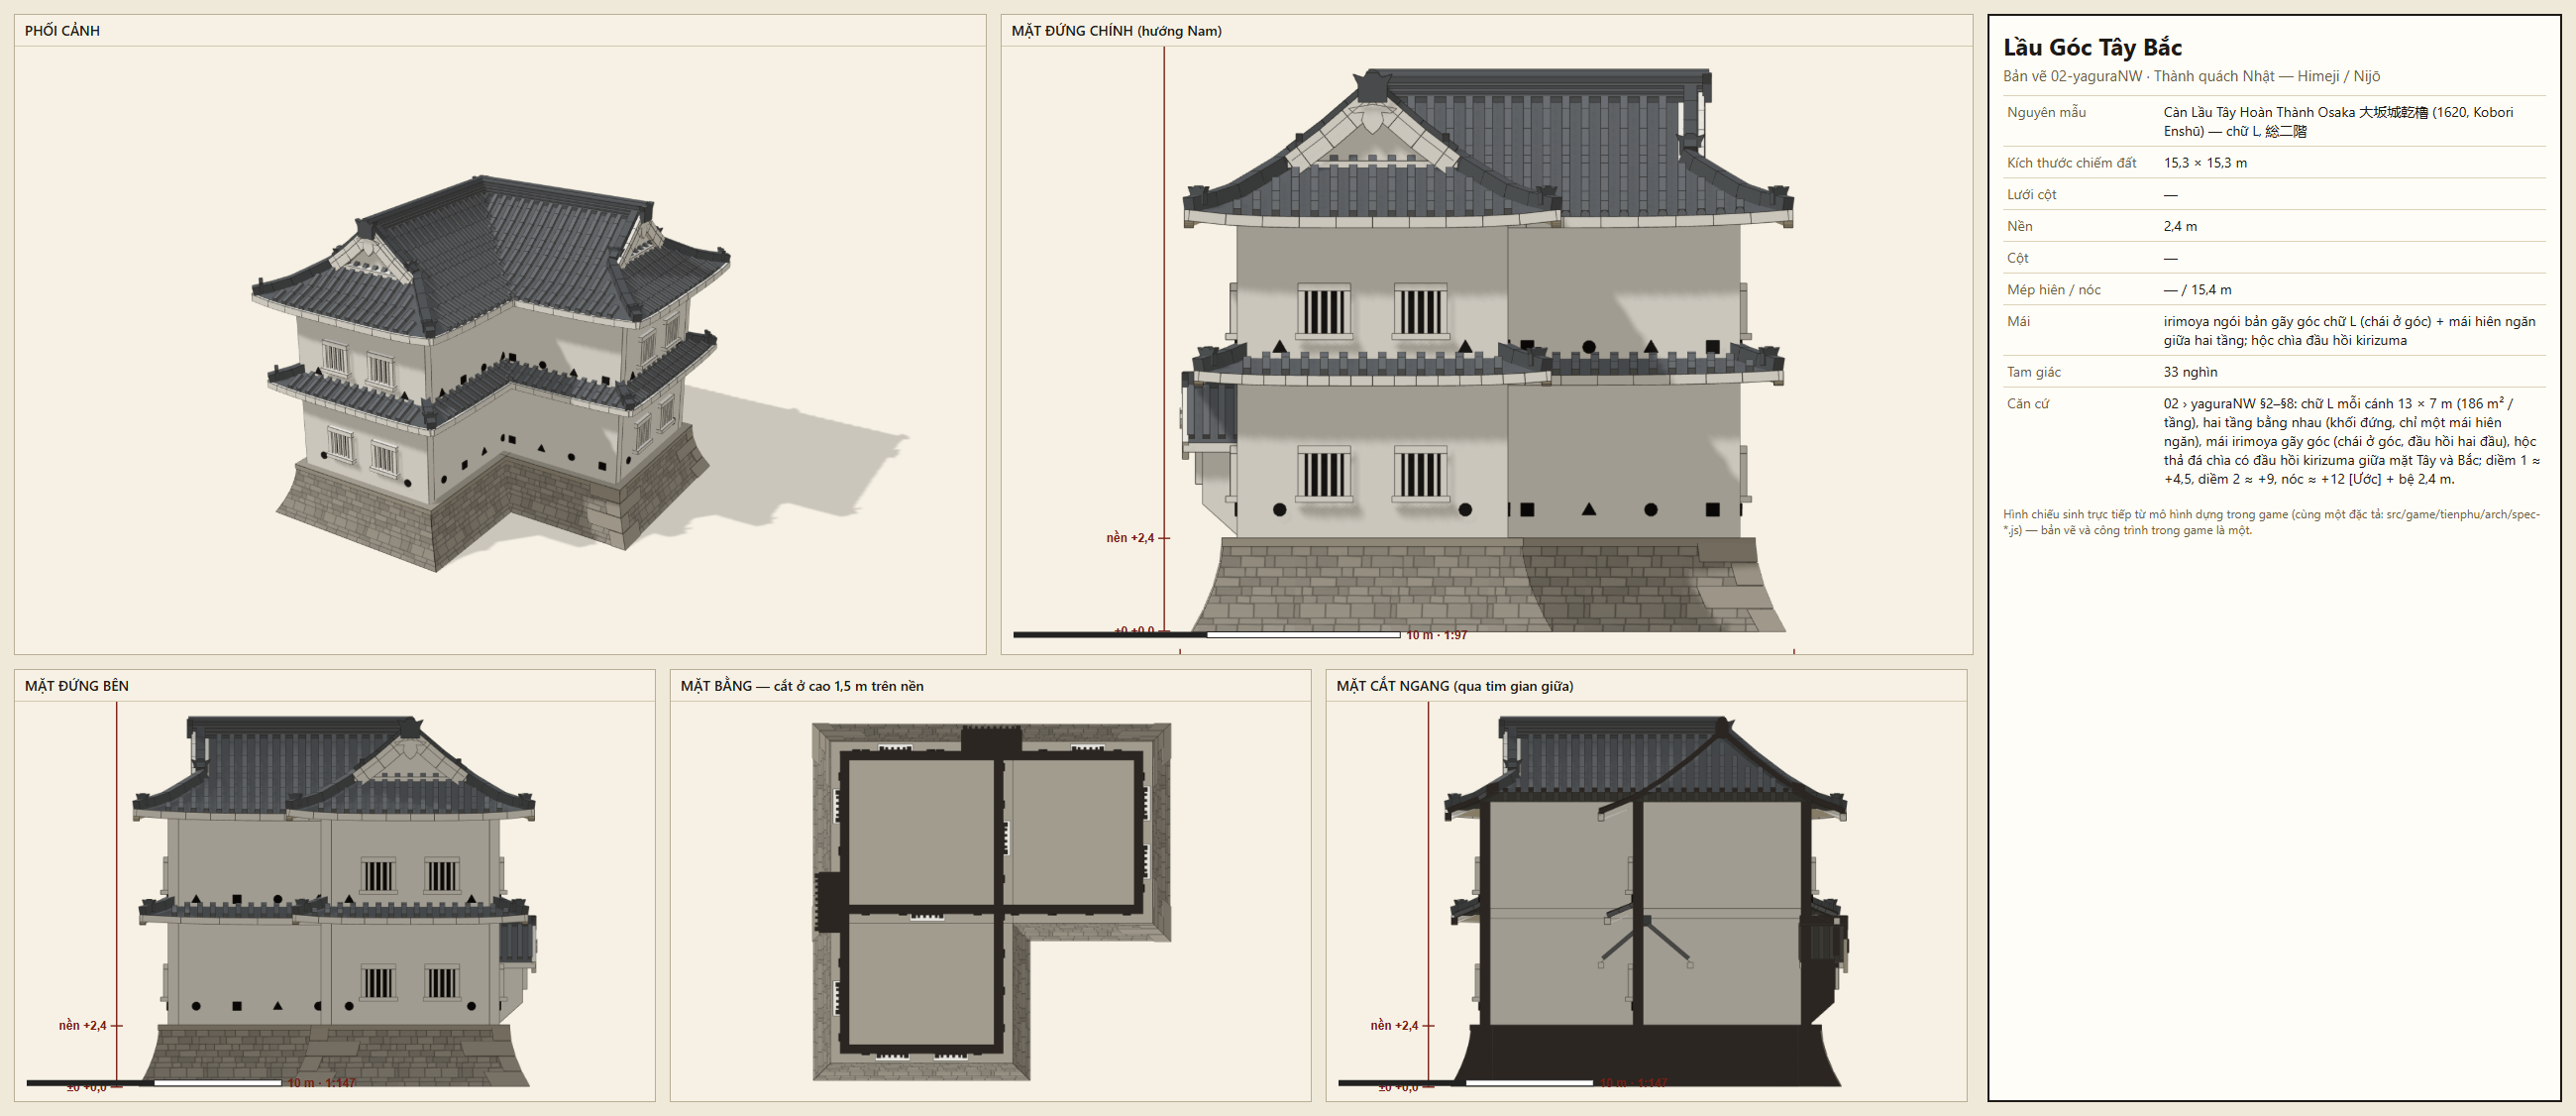 PHỐI CẢNH
MẶT ĐỨNG CHÍNH (hướng Nam)
nền +2,4
±0 +0,0
10 m · 1:97
MẶT ĐỨNG BÊN
nền +2,4
±0 +0,0
10 m · 1:147
MẶT BẰNG — cắt ở cao 1,5 m trên nền
MẶT CẮT NGANG (qua tim gian giữa)
nền +2,4
±0 +0,0
10 m · 1:147
Lầu Góc Tây Bắc
Bản vẽ 02-yaguraNW · Thành quách Nhật — Himeji / Nijō
Nguyên mẫu
Càn Lầu Tây Hoàn Thành Osaka 大坂城乾櫓 (1620, Kobori
Enshū) — chữ L, 総二階
Kích thước chiếm đất
15,3 × 15,3 m
Lưới cột
—
Nền
2,4 m
Cột
—
Mép hiên / nóc
— / 15,4 m
Mái
irimoya ngói bản gãy góc chữ L (chái ở góc) + mái hiên ngăn
giữa hai tầng; hộc chìa đầu hồi kirizuma
Tam giác
33 nghìn
Căn cứ
02 › yaguraNW §2–§8: chữ L mỗi cánh 13 × 7 m (186 m² /
tầng), hai tầng bằng nhau (khối đứng, chỉ một mái hiên
ngăn), mái irimoya gãy góc (chái ở góc, đầu hồi hai đầu), hộc
thả đá chìa có đầu hồi kirizuma giữa mặt Tây và Bắc; diềm 1 ≈
+4,5, diềm 2 ≈ +9, nóc ≈ +12 [Ước] + bệ 2,4 m.
Hình chiếu sinh trực tiếp từ mô hình dựng trong game (cùng một đặc tả: src/game/tienphu/arch/spec-
*.js) — bản vẽ và công trình trong game là một.